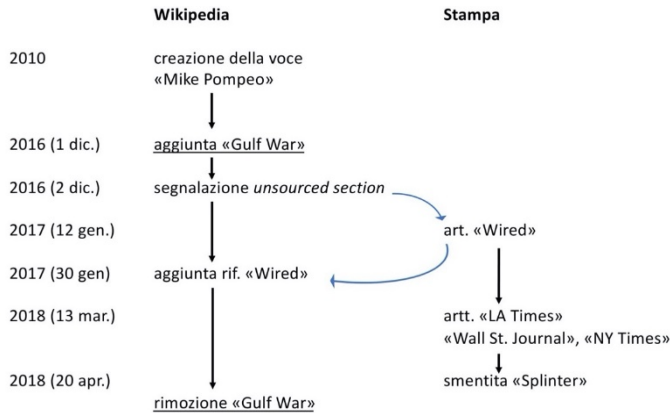 Wikipedia Stampa
2010 creazione della voce
«Mike Pompeo»
2016 (1 dic.) aggiunta «Gulf War»
2016 (2 dic.) segnalazione unsourced section
2017 (12 gen.) art. «Wired»
2017 (30 gen) aggiunta rif. «Wired»
2018 (13 mar.) artt. «LA Times»
«Wall St. Journal», «NY Times»
2018 (20 apr.) smentita «Splinter»
rimozione «Gulf War»